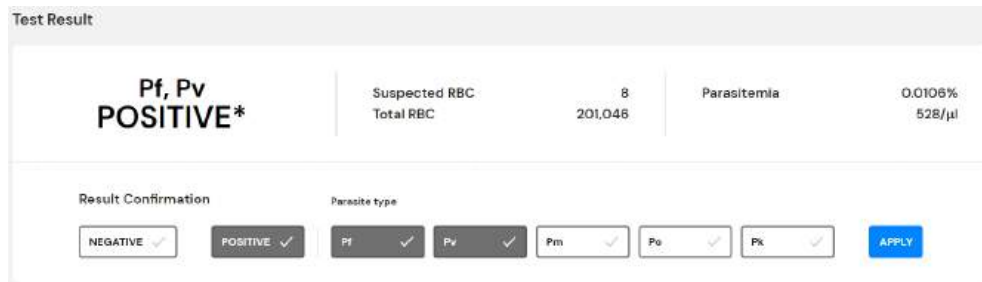 Test Result
Pf, Pv
POSITIVE*
Suspected RBC 8
Total RBC 201,046
Parasitemia 0.0106%
528/µl
Result Confirmation
Parasite type
NEGATIVE POSITIVE Pf Pv Pm Po Pk APPLY